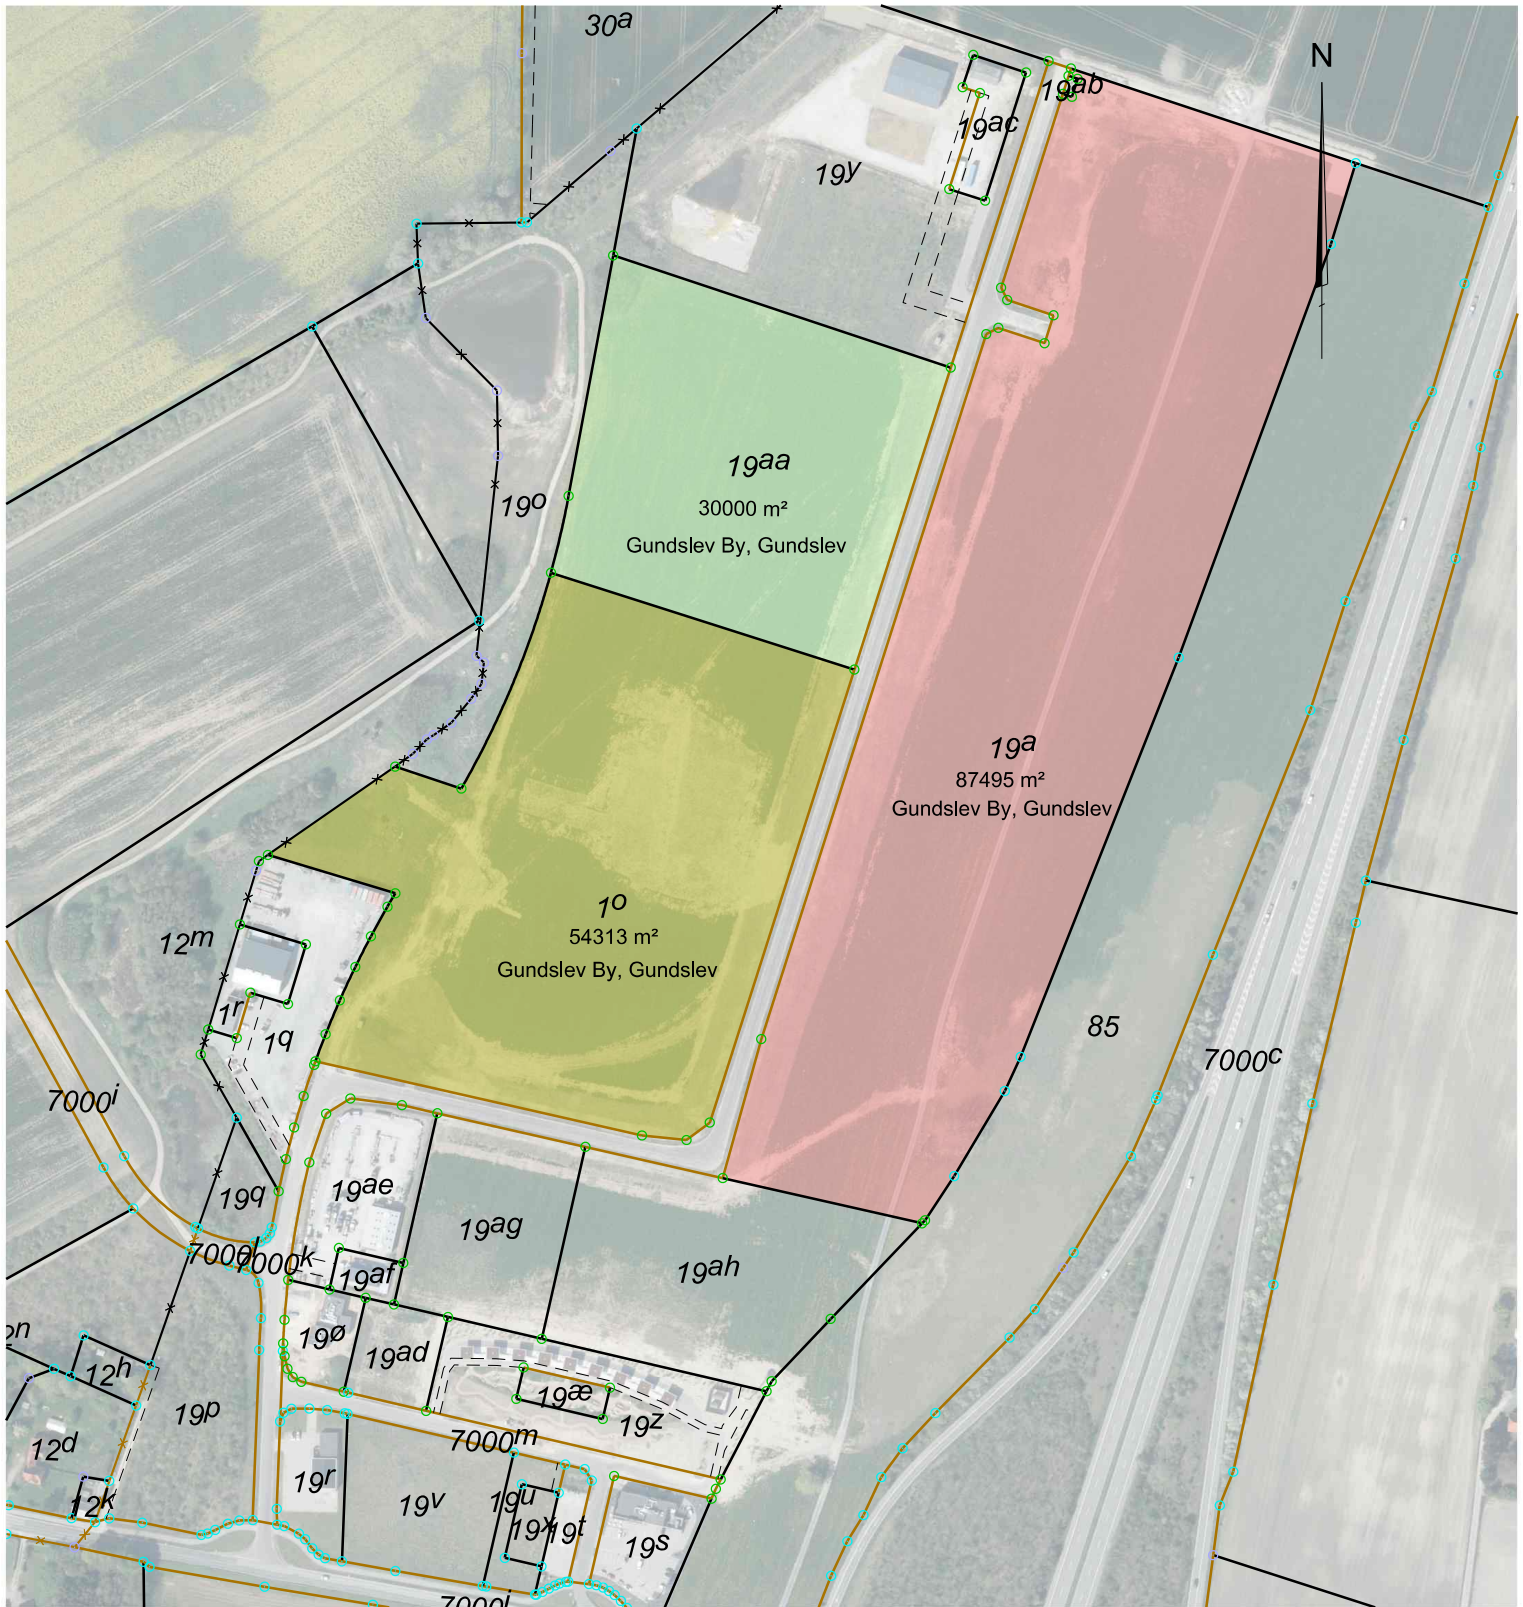 30a
N
19ab
19ac
19y
19aa
30000 m²
Gundslev By, Gundslev
19o
19a
87495 m²
Gundslev By, Gundslev
1o
54313 m²
Gundslev By, Gundslev
12m
1r
1q
85
7000c
7000i
19q
19ae
19ag
19ah
7000k
19af
19ø
19ad
12h
19p
19æ
19z
12d
7000m
19r
19v
19u
19x
19t
19s
12k